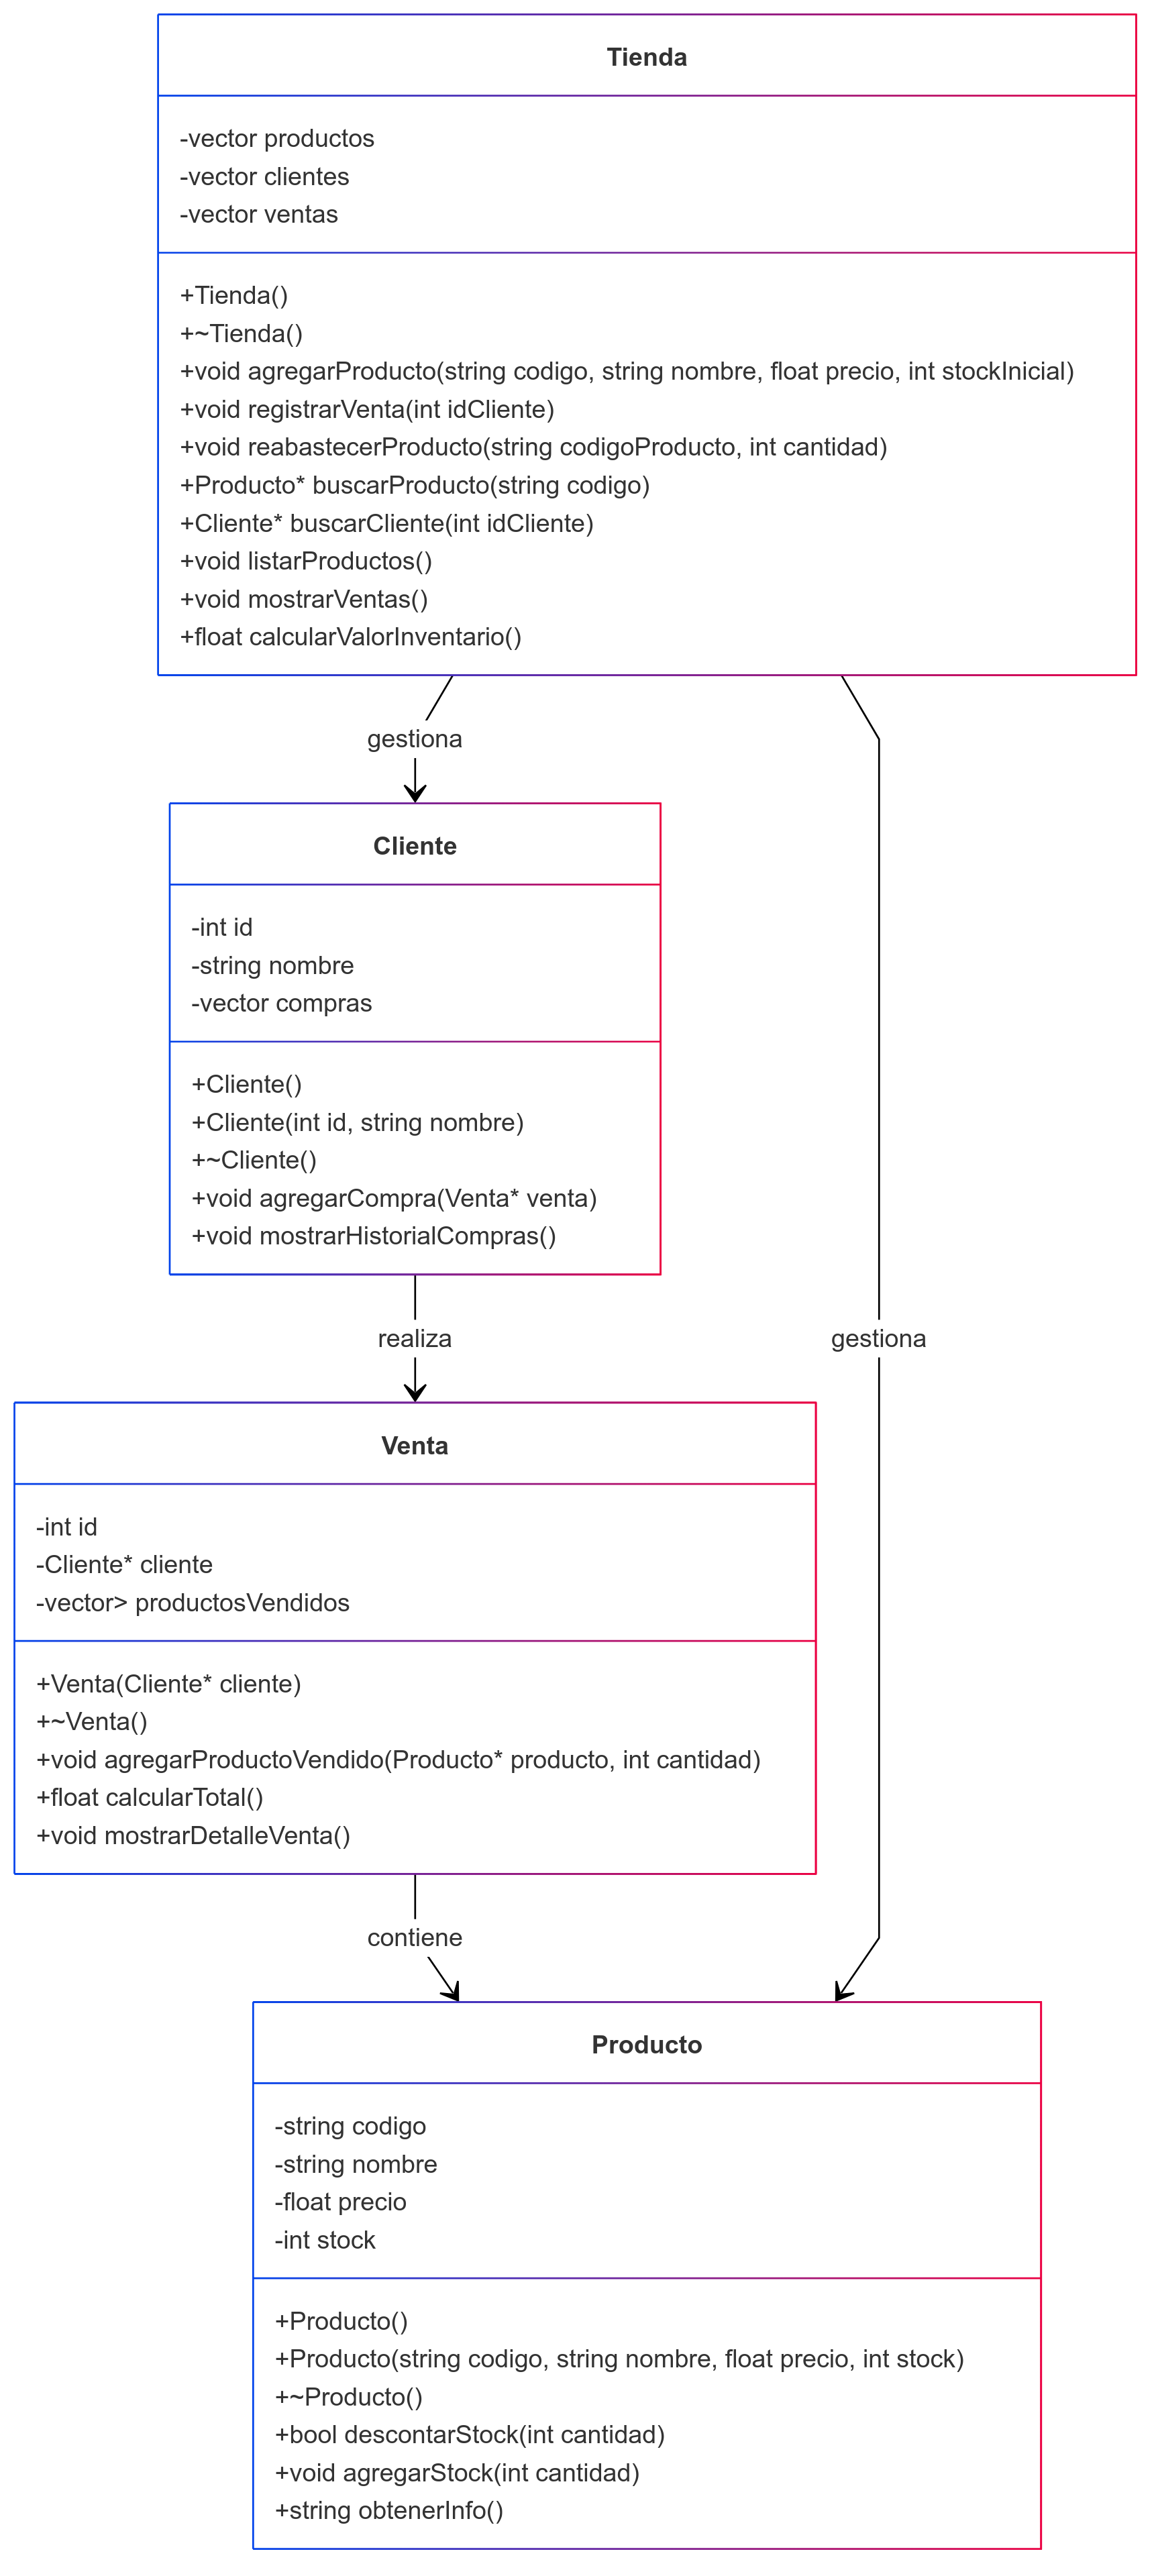 Tienda
-vector productos
-vector clientes
-vector ventas
+Tienda()
+~Tienda()
+void agregarProducto(string codigo, string nombre, float precio, int stockInicial)
+void registrarVenta(int idCliente)
+void reabastecerProducto(string codigoProducto, int cantidad)
+Producto* buscarProducto(string codigo)
+Cliente* buscarCliente(int idCliente)
+void listarProductos()
+void mostrarVentas()
+float calcularValorInventario()
gestiona
Cliente
-int id
-string nombre
-vector compras
+Cliente()
+Cliente(int id, string nombre)
+~Cliente()
+void agregarCompra(Venta* venta)
+void mostrarHistorialCompras()
realiza
gestiona
Venta
-int id
-Cliente* cliente
-vector> productosVendidos
+Venta(Cliente* cliente)
+~Venta()
+void agregarProductoVendido(Producto* producto, int cantidad)
+float calcularTotal()
+void mostrarDetalleVenta()
contiene
Producto
-string codigo
-string nombre
-float precio
-int stock
+Producto()
+Producto(string codigo, string nombre, float precio, int stock)
+~Producto()
+bool descontarStock(int cantidad)
+void agregarStock(int cantidad)
+string obtenerInfo()